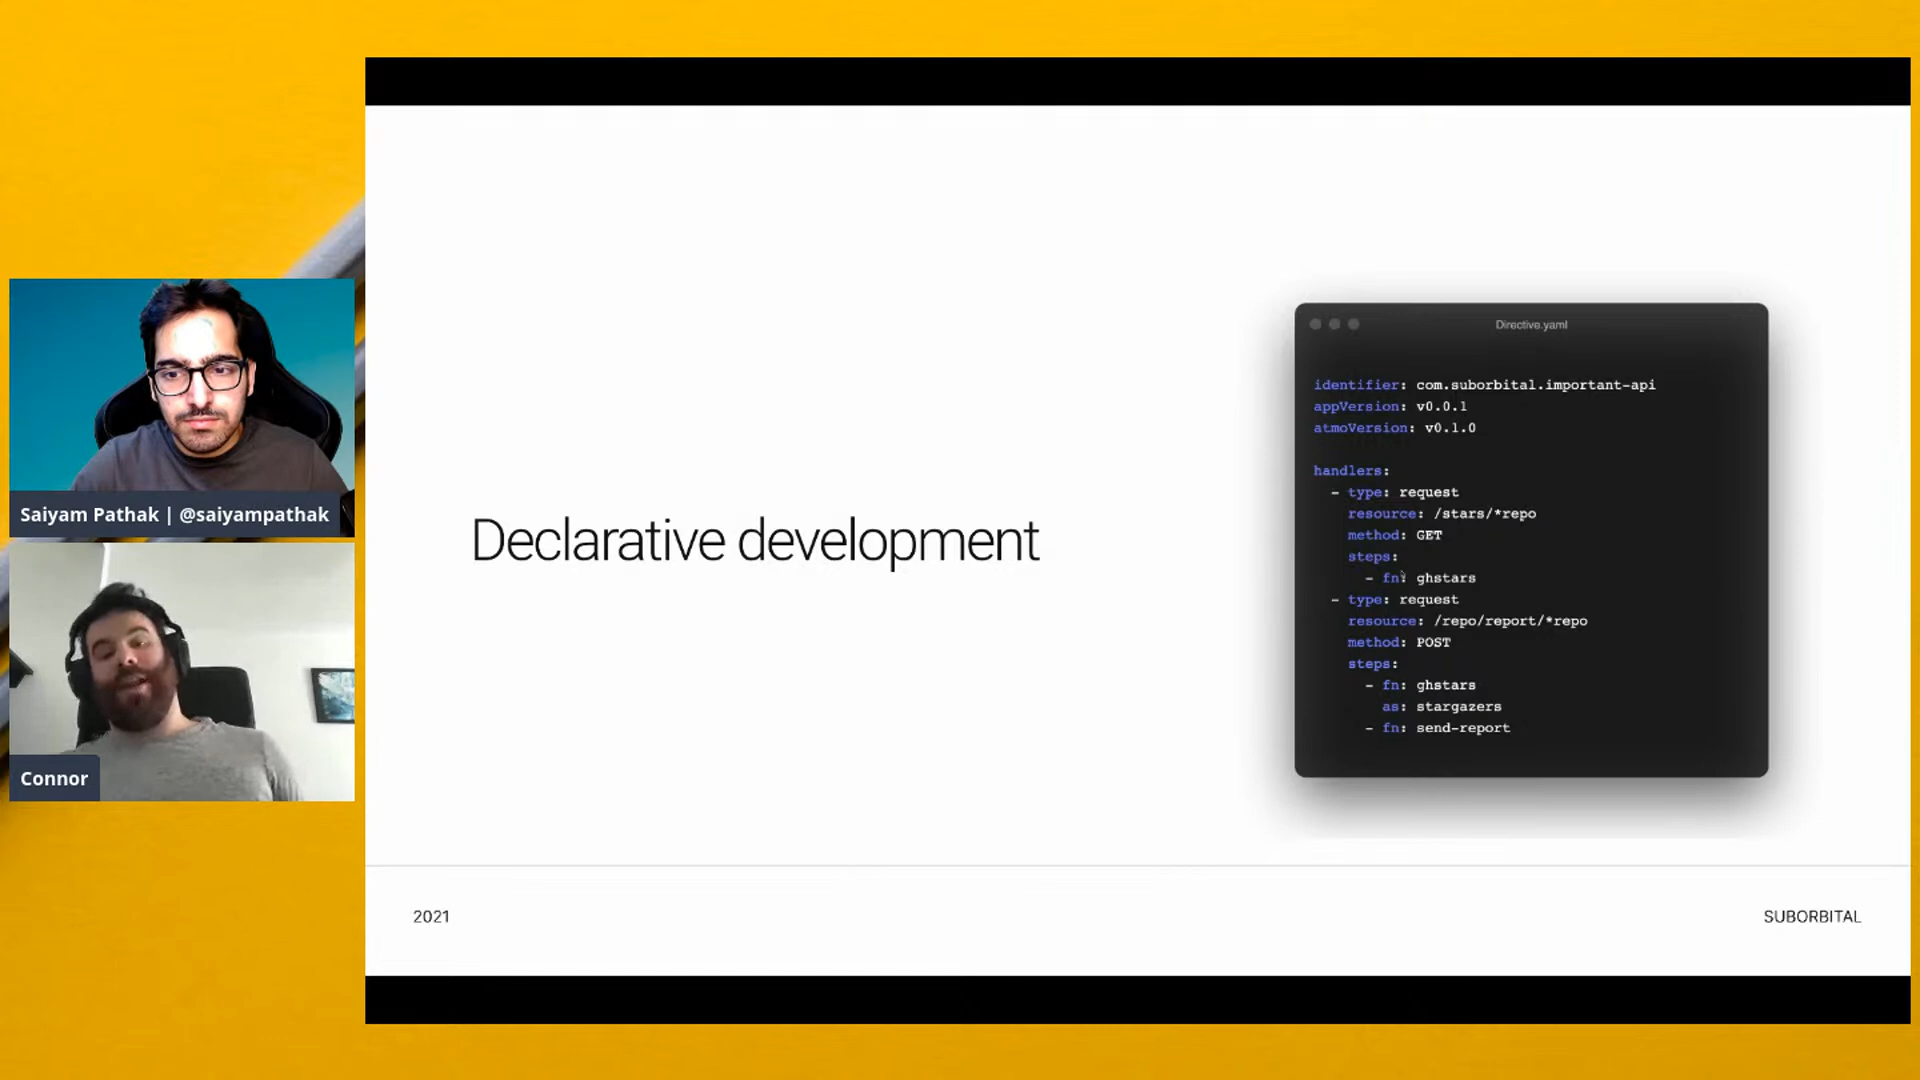 Saiyam Pathak | @saiyampathak
Connor
Declarative development
Directive.yaml
identifier: com.suborbital.important-api
appVersion: v0.0.1
atmoVersion: v0.1.0
handlers:
- type: request
resource: /stars/*repo
method: GET
steps:
- fn: ghstars
- type: request
resource: /repo/report/*repo
method: POST
steps:
- fn: ghstars
as: stargazers
- fn: send-report
2021
SUBORBITAL